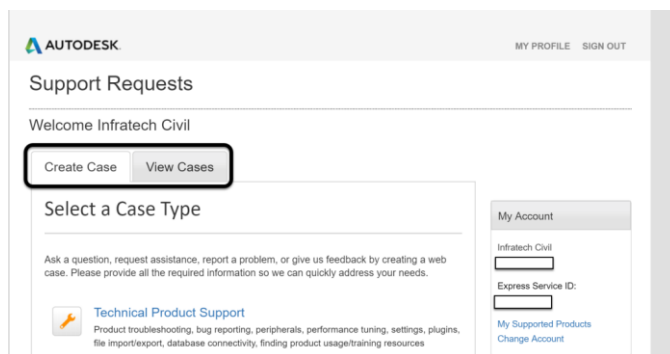 AUTODESK.
MY PROFILE SIGN OUT
Support Requests
Welcome Infratech Civil
Create Case View Cases
Select a Case Type
Ask a question, request assistance, report a problem, or give us feedback by creating a web
case. Please provide all the required information so we can quickly address your needs.
Technical Product Support
Product troubleshooting, bug reporting, peripherals, performance tuning, settings, plugins,
file import/export, database connectivity, finding product usage/training resources
My Account
Infratech Civil
Express Service ID:
My Supported Products
Change Account